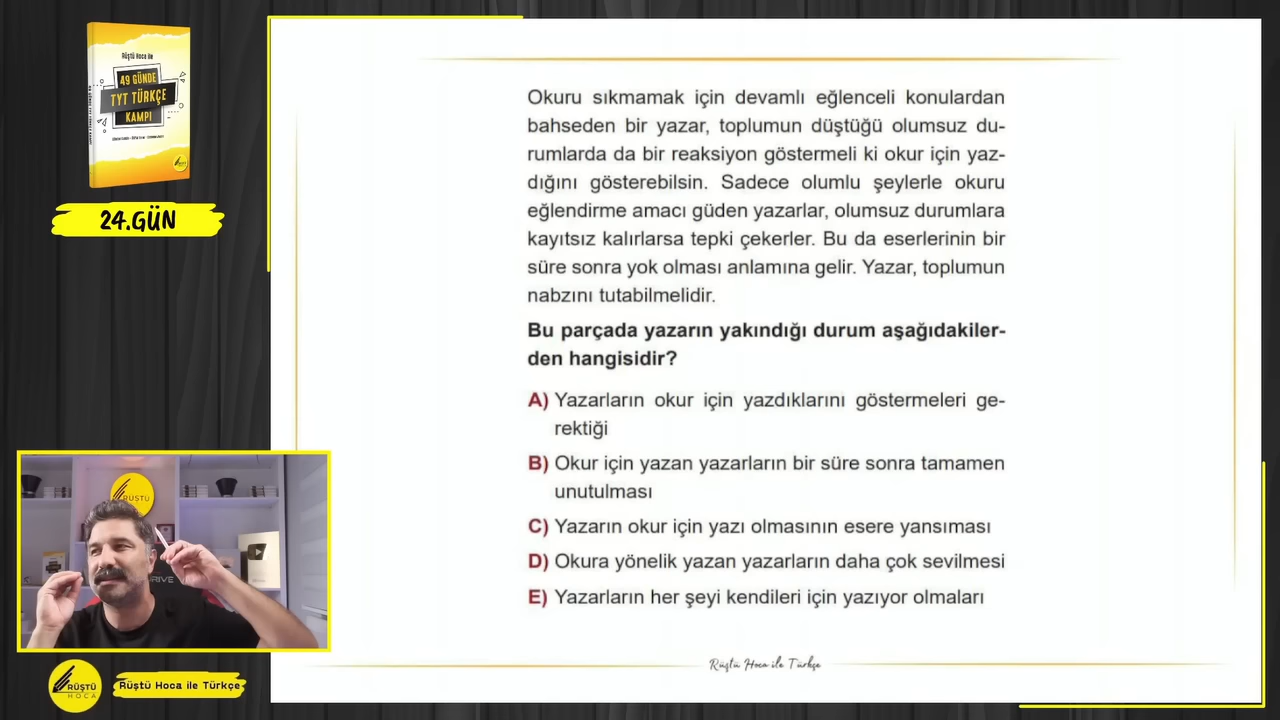 Rüştü Hoca ile
49 GÜNDE
TYT TÜRKÇE
KAMPI
24.GÜN
Okuru sıkmamak için devamlı eğlenceli konulardan
bahseden bir yazar, toplumun düştüğü olumsuz du-
rumlarda da bir reaksiyon göstermeli ki okur için yaz-
dığını gösterebilsin. Sadece olumlu şeylerle okuru
eğlendirme amacı güden yazarlar, olumsuz durumlara
kayıtsız kalırlarsa tepki çekerler. Bu da eserlerinin bir
süre sonra yok olması anlamına gelir. Yazar, toplumun
nabzını tutabilmelidir.
Bu parçada yazarın yakındığı durum aşağıdakiler-
den hangisidir?
A) Yazarların okur için yazdıklarını göstermeleri ge-
rektiği
B) Okur için yazan yazarların bir süre sonra tamamen
unutulması
C) Yazarın okur için yazı olmasının esere yansıması
D) Okura yönelik yazan yazarların daha çok sevilmesi
E) Yazarların her şeyi kendileri için yazıyor olmaları
Rüştü Hoca ile Türkçe
RÜŞTÜ
RÜŞTÜ
HOCA
Rüştü Hoca ile Türkçe